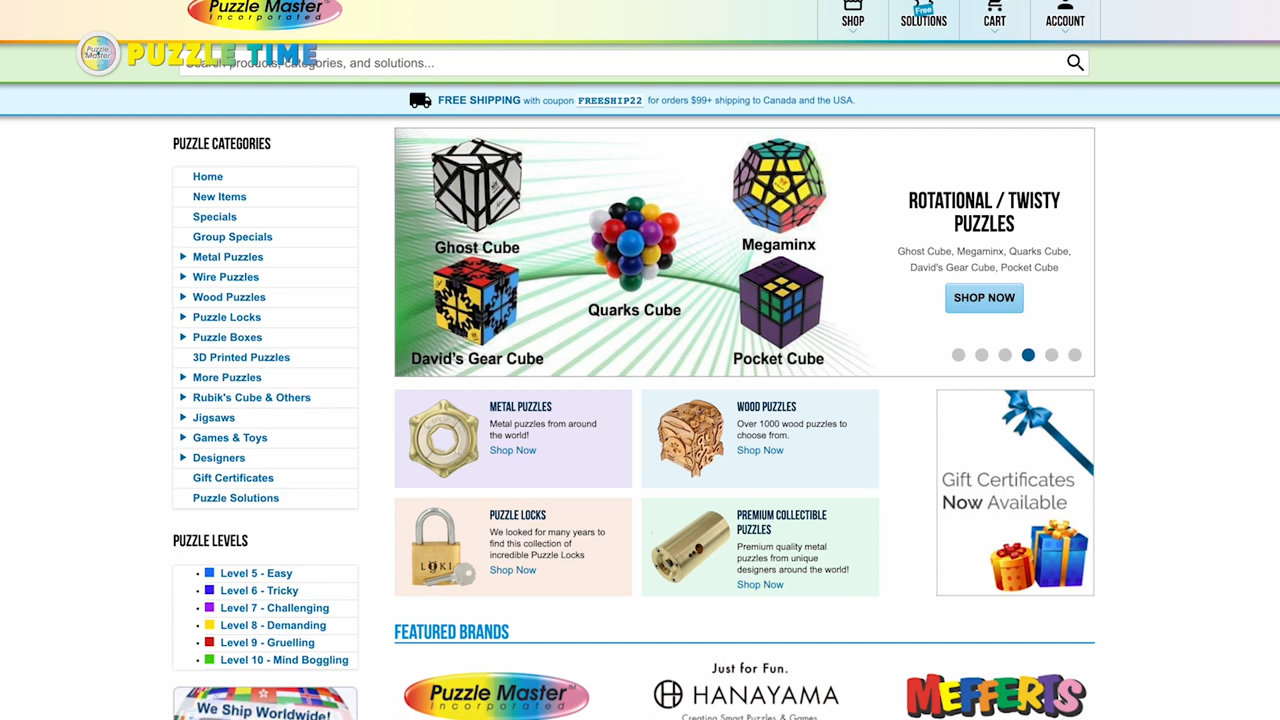 Puzzle Master™
Incorporated
SHOP
Free
SOLUTIONS
CART
ACCOUNT
Puzzle Master
PUZZLE TIME
Search products, categories, and solutions...
FREE SHIPPING with coupon FREESHIP22 for orders $99+ shipping to Canada and the USA.
PUZZLE CATEGORIES
Home
New Items
Specials
Group Specials
Metal Puzzles
Wire Puzzles
Wood Puzzles
Puzzle Locks
Puzzle Boxes
3D Printed Puzzles
More Puzzles
Rubik's Cube & Others
Jigsaws
Games & Toys
Designers
Gift Certificates
Puzzle Solutions
PUZZLE LEVELS
Level 5 - Easy
Level 6 - Tricky
Level 7 - Challenging
Level 8 - Demanding
Level 9 - Gruelling
Level 10 - Mind Boggling
We Ship Worldwide!
Ghost Cube
Megaminx
Quarks Cube
David's Gear Cube
Pocket Cube
ROTATIONAL / TWISTY
PUZZLES
Ghost Cube, Megaminx, Quarks Cube,
David's Gear Cube, Pocket Cube
SHOP NOW
METAL PUZZLES
Metal puzzles from around
the world!
Shop Now
WOOD PUZZLES
Over 1000 wood puzzles to
choose from.
Shop Now
PUZZLE LOCKS
We looked for many years to
find this collection of
incredible Puzzle Locks
Shop Now
LOKI
PREMIUM COLLECTIBLE
PUZZLES
Premium quality metal
puzzles from unique
designers around the world!
Shop Now
Gift Certificates
Now Available
FEATURED BRANDS
Puzzle Master™
Incorporated
Just for Fun.
HANAYAMA
Creating Smart Puzzles & Games
MEFFERT'S